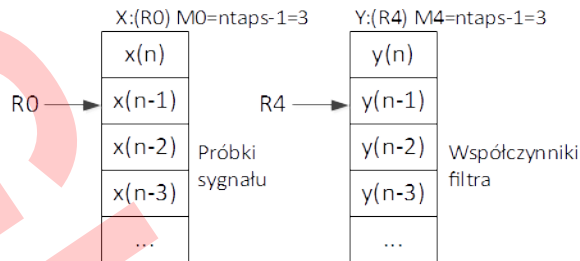 X:(R0) M0=ntaps-1=3
Y:(R4) M4=ntaps-1=3
x(n)
y(n)
R0
x(n-1)
R4
y(n-1)
x(n-2)
Próbki
sygnału
y(n-2)
Współczynniki
filtra
x(n-3)
y(n-3)
...
...